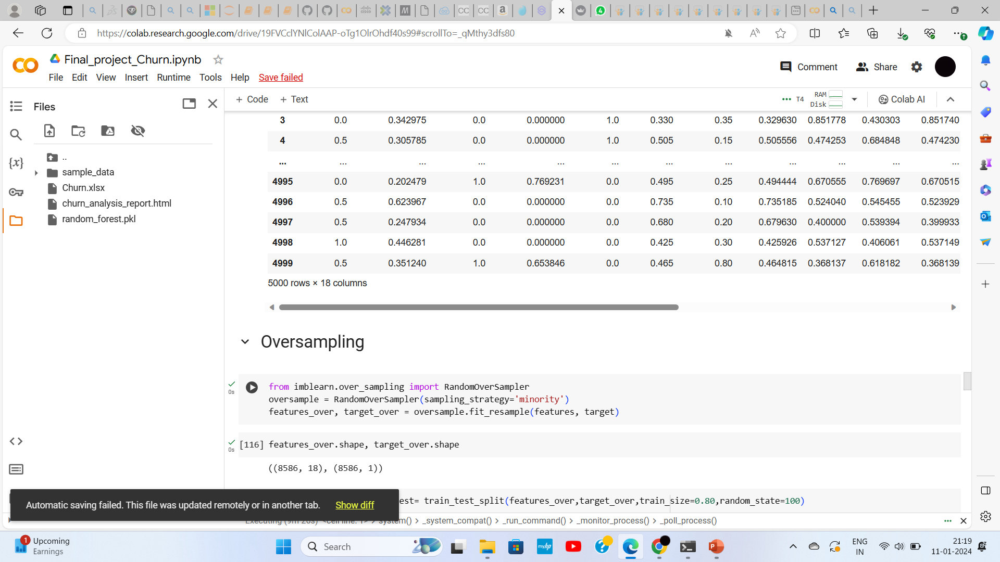 https://colab.research.google.com/drive/19FVCclYNlColAAP-oTg1OlrOhdf40s99#scrollTo=_qMthy3dfs80
Final_project_Churn.ipynb
Comment
Share
File Edit View Insert Runtime Tools Help Save failed
Files
+ Code + Text
T4
RAM
Disk
Colab AI
..
sample_data
Churn.xlsx
churn_analysis_report.html
random_forest.pkl
3 0.0 0.342975 0.0 0.000000 1.0 0.330 0.35 0.329630 0.851778 0.430303 0.851740
4 0.5 0.305785 0.0 0.000000 1.0 0.505 0.15 0.505556 0.474253 0.684848 0.474230
... ... ... ... ... ... ... ... ... ... ... ...
4995 0.0 0.202479 1.0 0.769231 0.0 0.495 0.25 0.494444 0.670555 0.769697 0.670515
4996 0.5 0.623967 0.0 0.000000 0.0 0.735 0.10 0.735185 0.524040 0.545455 0.523929
4997 0.5 0.247934 0.0 0.000000 0.0 0.680 0.20 0.679630 0.400000 0.539394 0.399933
4998 1.0 0.446281 0.0 0.000000 0.0 0.425 0.30 0.425926 0.537127 0.406061 0.537149
4999 0.5 0.351240 1.0 0.653846 0.0 0.465 0.80 0.464815 0.368137 0.618182 0.368139
5000 rows × 18 columns
Oversampling
0s
from imblearn.over_sampling import RandomOverSampler
oversample = RandomOverSampler(sampling_strategy='minority')
features_over, target_over = oversample.fit_resample(features, target)
0s
[116] features_over.shape, target_over.shape
((8586, 18), (8586, 1))
est= train_test_split(features_over,target_over,train_size=0.80,random_state=100)
Automatic saving failed. This file was updated remotely or in another tab. Show diff
system() > _system_compat() > _run_command() > _monitor_process() > _poll_process()
1
Upcoming
Earnings
Search
myhp
ENG
IN
21:19
11-01-2024